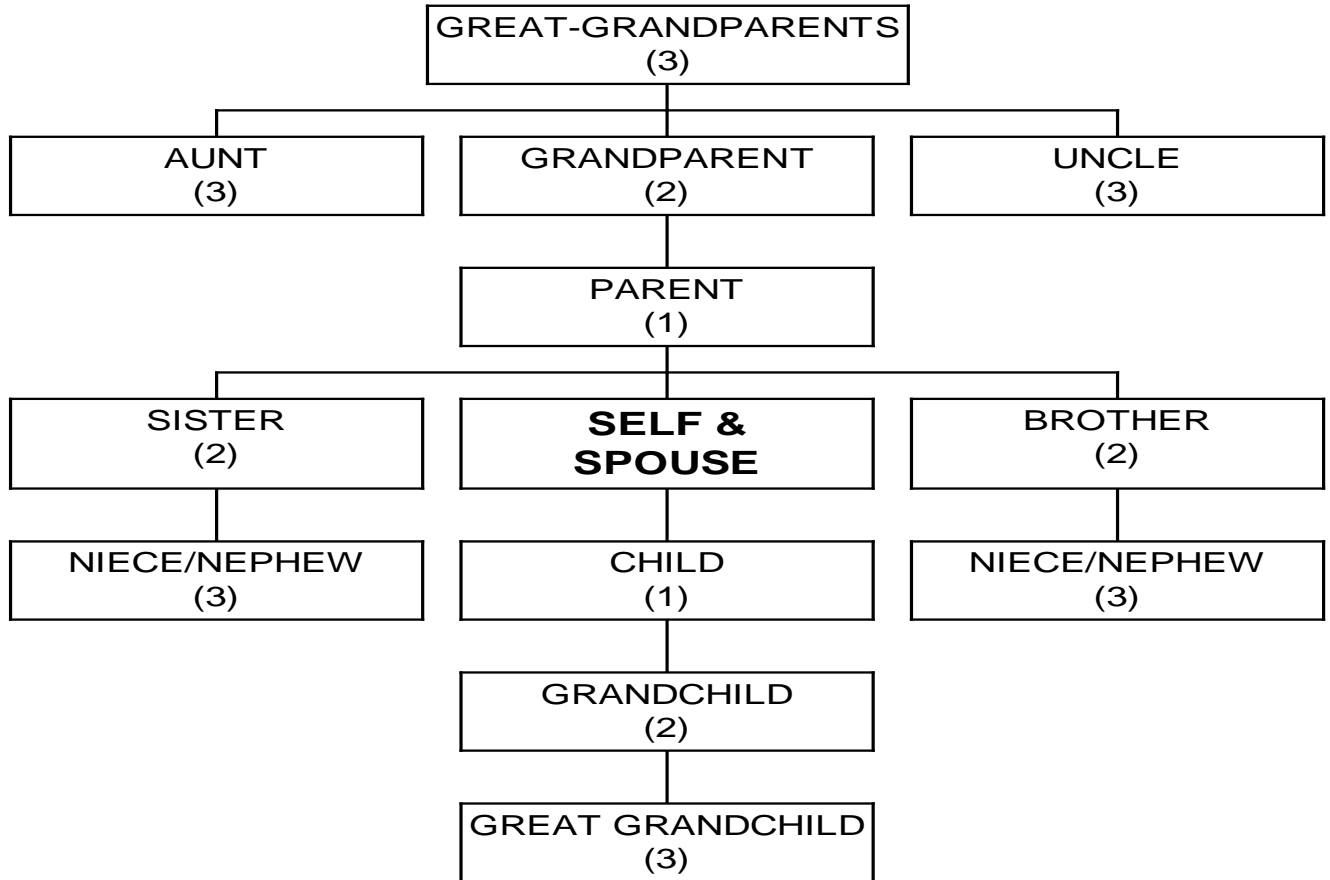 GREAT-GRANDPARENTS
(3)
AUNT
(3)
GRANDPARENT
(2)
UNCLE
(3)
PARENT
(1)
SISTER
(2)
SELF &
SPOUSE
BROTHER
(2)
NIECE/NEPHEW
(3)
CHILD
(1)
NIECE/NEPHEW
(3)
GRANDCHILD
(2)
GREAT GRANDCHILD
(3)